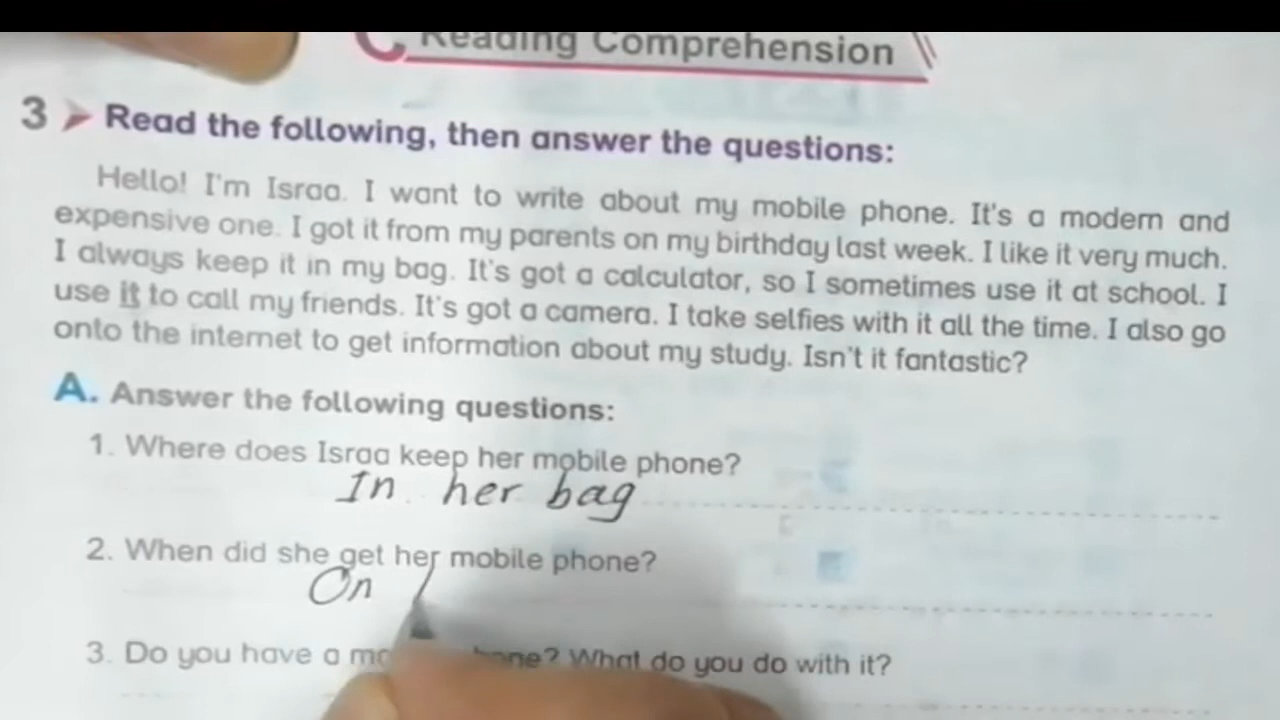 Reading Comprehension
3 Read the following, then answer the questions:
Hello! I'm Israa. I want to write about my mobile phone. It's a modern and
expensive one. I got it from my parents on my birthday last week. I like it very much.
I always keep it in my bag. It's got a calculator, so I sometimes use it at school. I
use it to call my friends. It's got a camera. I take selfies with it all the time. I also go
onto the internet to get information about my study. Isn't it fantastic?
A. Answer the following questions:
1. Where does Israa keep her mobile phone?
In her bag
2. When did she get her mobile phone?
On
3. Do you have a What do you do with it?